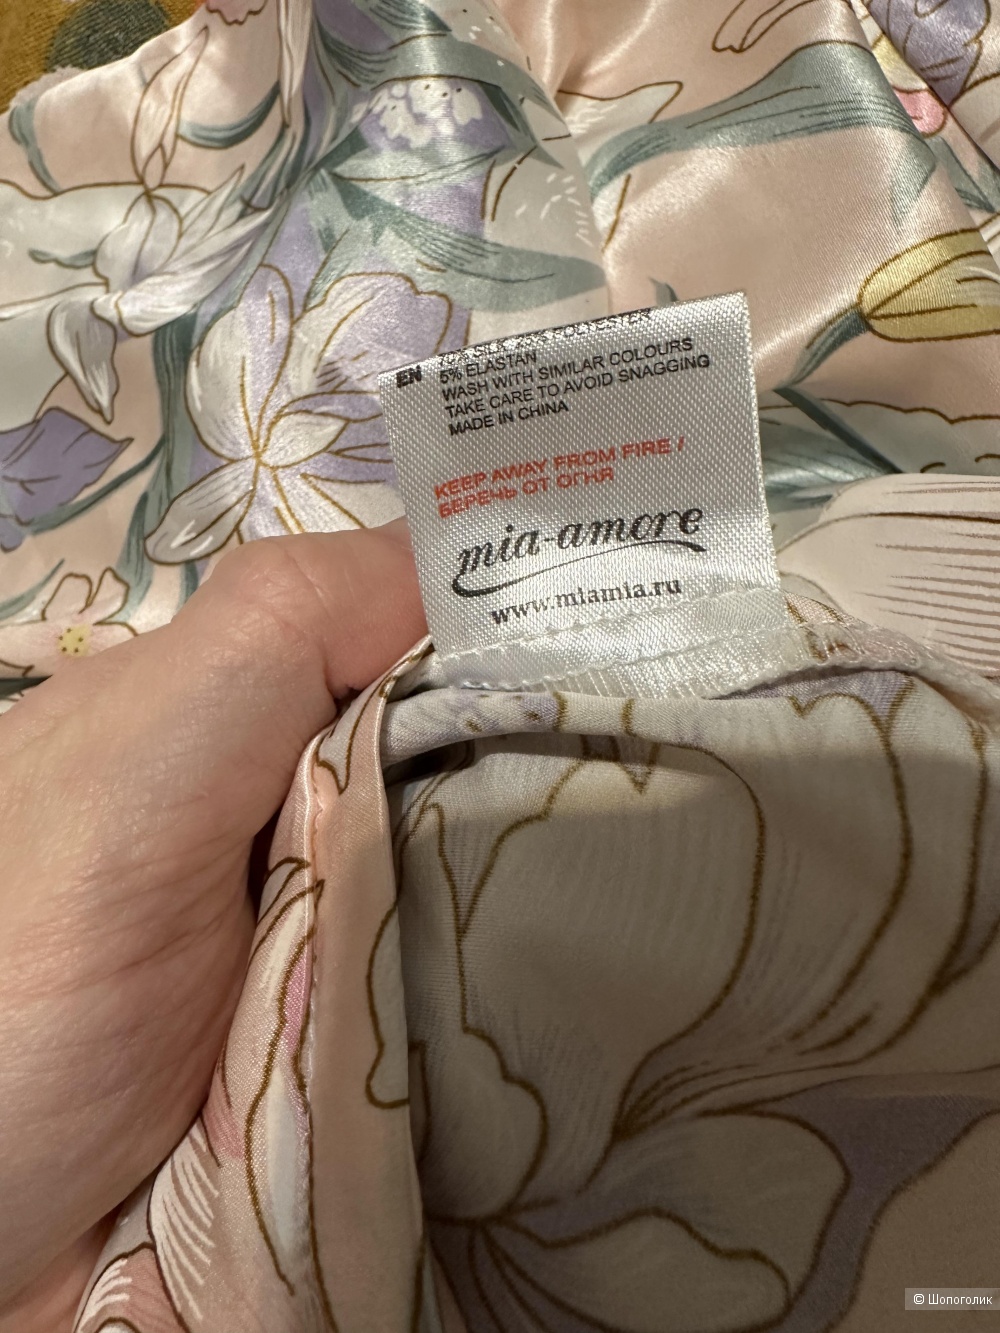 EN
5% ELASTAN
WASH WITH SIMILAR COLOURS
TAKE CARE TO AVOID SNAGGING
MADE IN CHINA
KEEP AWAY FROM FIRE /
БЕРЕЧЬ ОТ ОГНЯ
mia-amore
www.miamia.ru
© Шопоголик